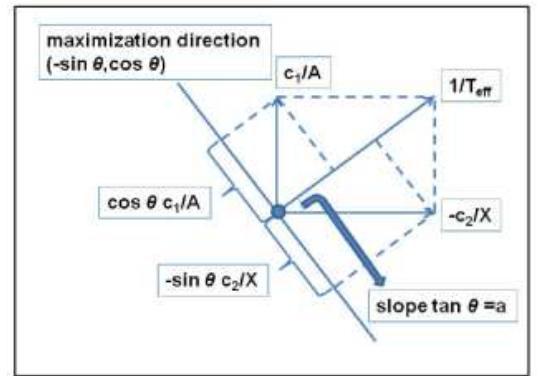 maximization direction
(-sin θ,cos θ)
c₁/A
1/Tₑff
cos θ c₁/A
-c₂/X
-sin θ c₂/X
slope tan θ =a